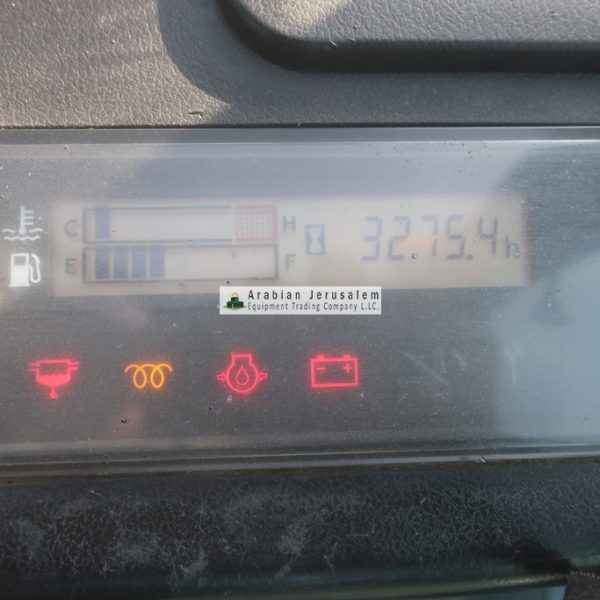 C H
3275.4h
E F
Arabian Jerusalem
Equipment Trading Company L.L.C.